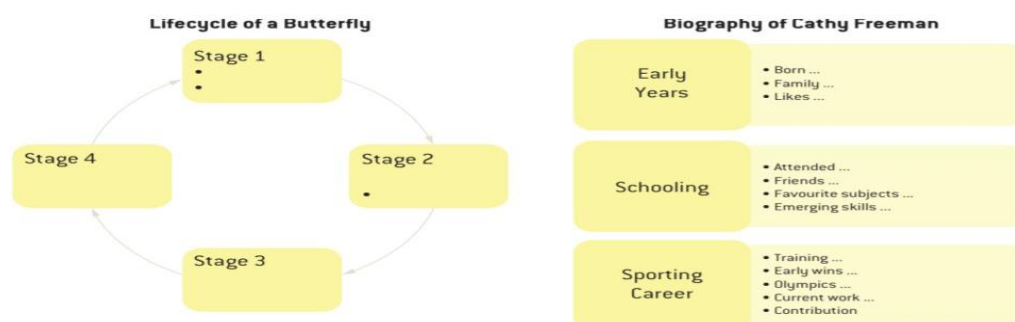 Lifecycle of a Butterfly
Stage 1
•
•
Stage 2
•
Stage 3
Stage 4
Biography of Cathy Freeman
Early
Years
• Born ...
• Family ...
• Likes ...
Schooling
• Attended ...
• Friends ...
• Favourite subjects ...
• Emerging skills ...
Sporting
Career
• Training ...
• Early wins ...
• Olympics ...
• Current work ...
• Contribution